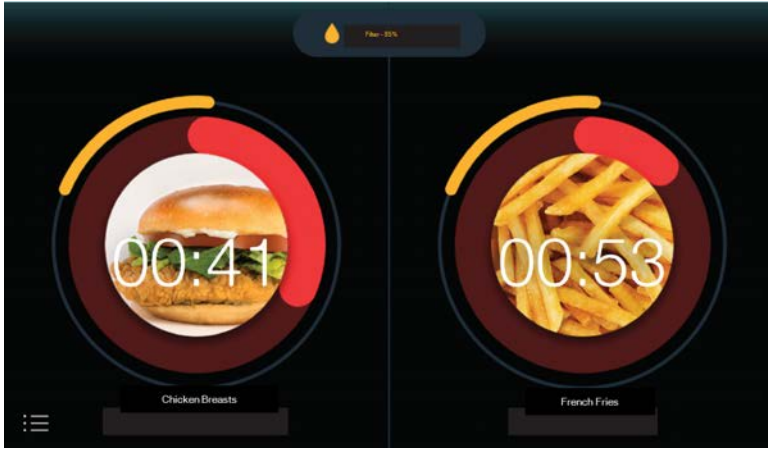 Filter - 85%
00:41
00:53
Chicken Breasts
French Fries